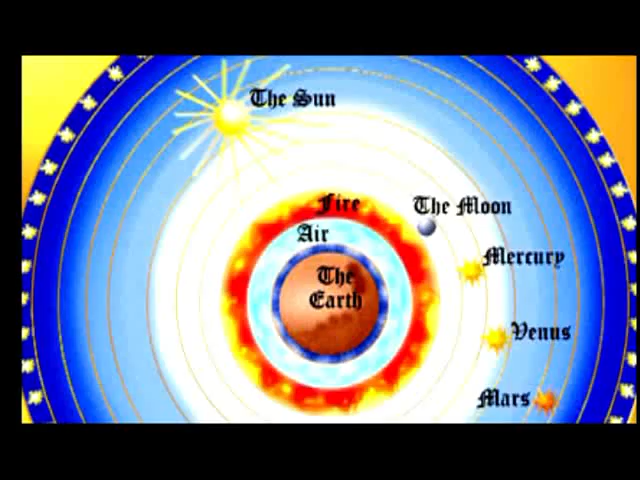 The Sun
Fire
The Moon
Air
Mercury
The
Earth
Venus
Mars